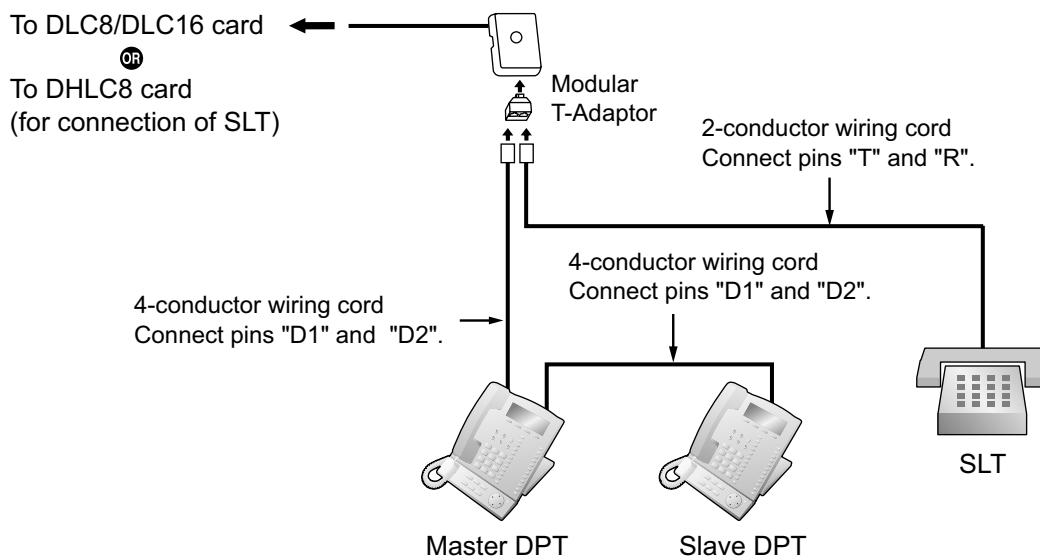 To DLC8/DLC16 card
OR
To DHLC8 card
(for connection of SLT)
Modular
T-Adaptor
2-conductor wiring cord
Connect pins "T" and "R".
4-conductor wiring cord
Connect pins "D1" and "D2".
4-conductor wiring cord
Connect pins "D1" and "D2".
SLT
Master DPT
Slave DPT